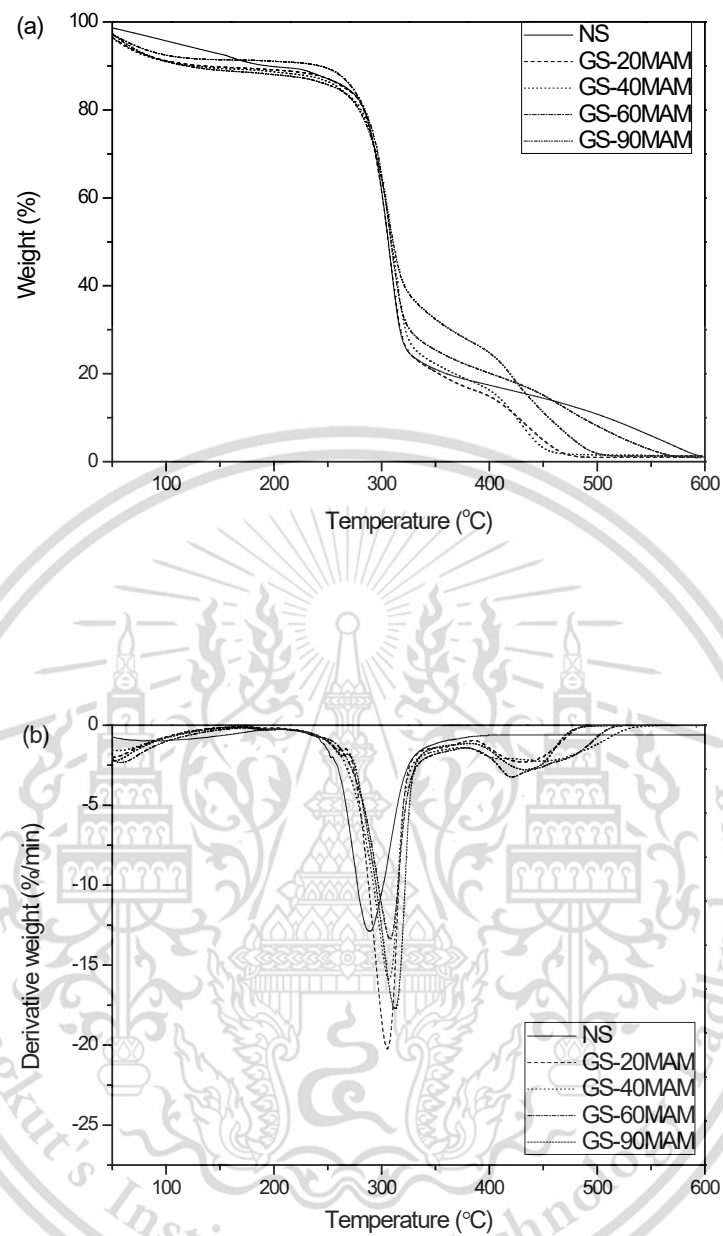 (a)
100
80
60
40
20
0
Weight (%)
NS
GS-20MAM
GS-40MAM
GS-60MAM
GS-90MAM
100 200 300 400 500 600
Temperature (°C)
(b)
0
-5
-10
-15
-20
-25
Derivative weight (%/min)
NS
GS-20MAM
GS-40MAM
GS-60MAM
GS-90MAM
100 200 300 400 500 600
Temperature (°C)